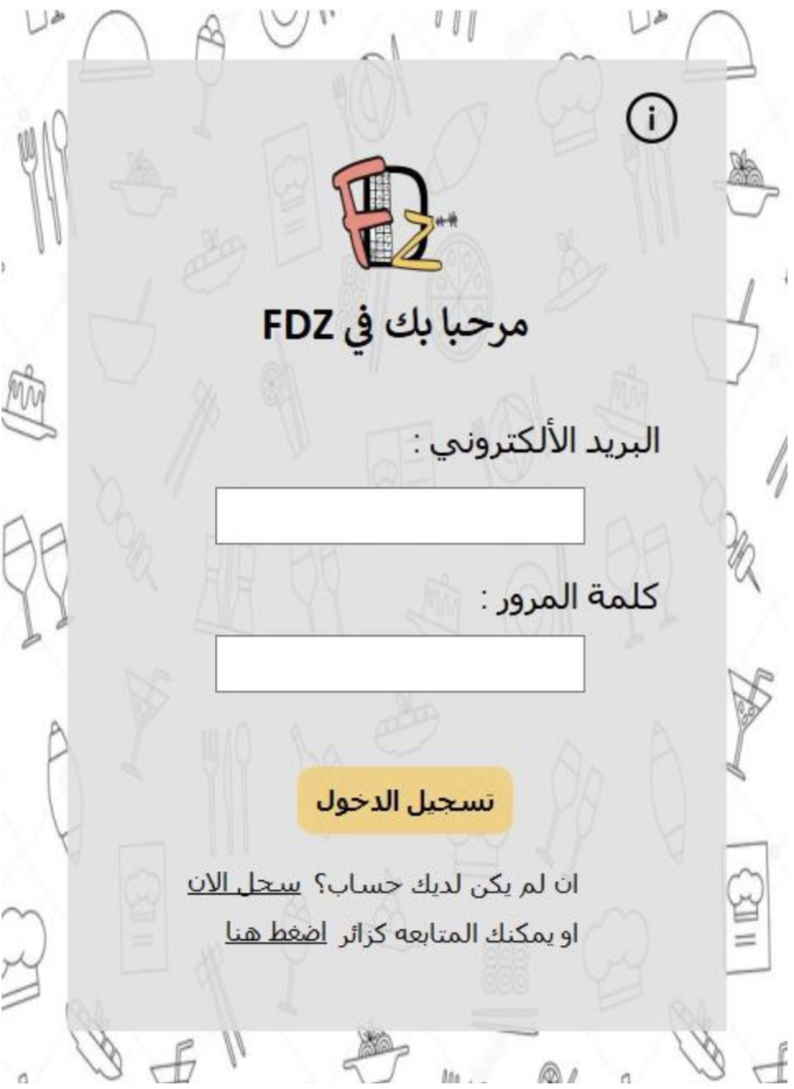 i
FDZ
مرحبا بك في FDZ
البريد الألكتروني :
كلمة المرور :
تسجيل الدخول
ان لم يكن لديك حساب؟ سجل الان
او يمكنك المتابعه كزائر اضغط هنا